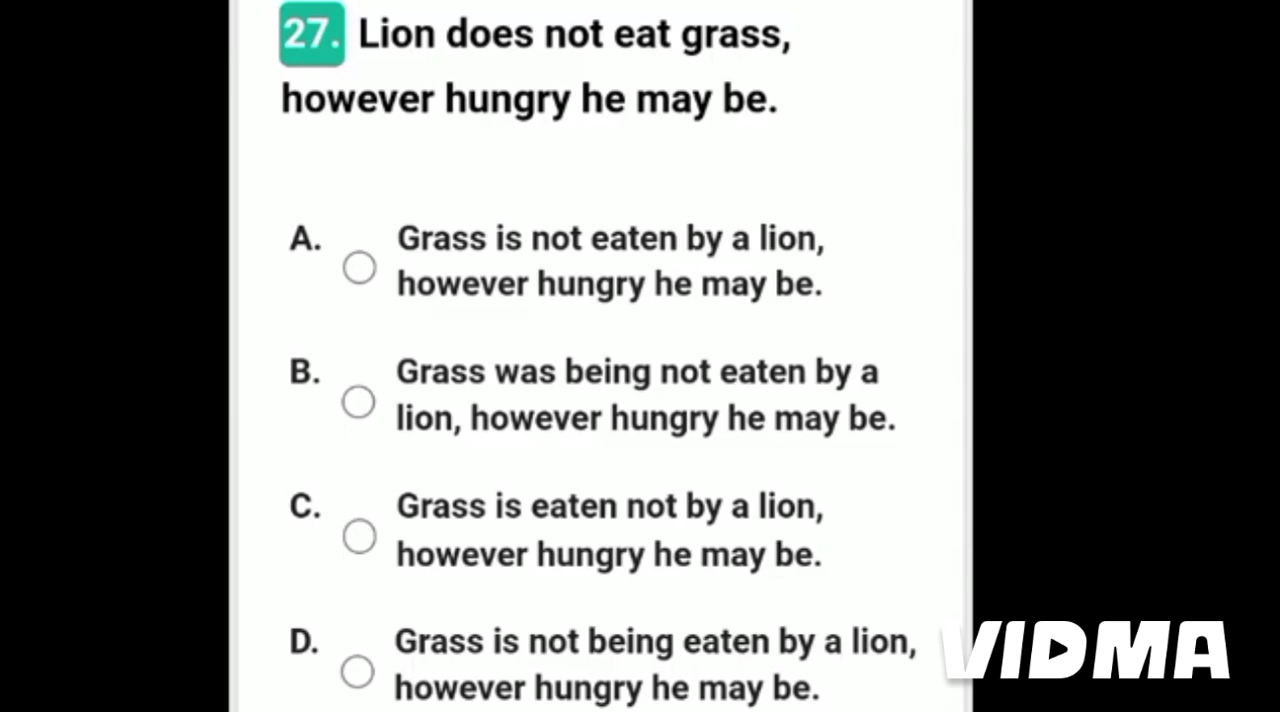 27. Lion does not eat grass,
however hungry he may be.
A. Grass is not eaten by a lion,
however hungry he may be.
B. Grass was being not eaten by a
lion, however hungry he may be.
C. Grass is eaten not by a lion,
however hungry he may be.
D. Grass is not being eaten by a lion,
however hungry he may be.
VIDMA